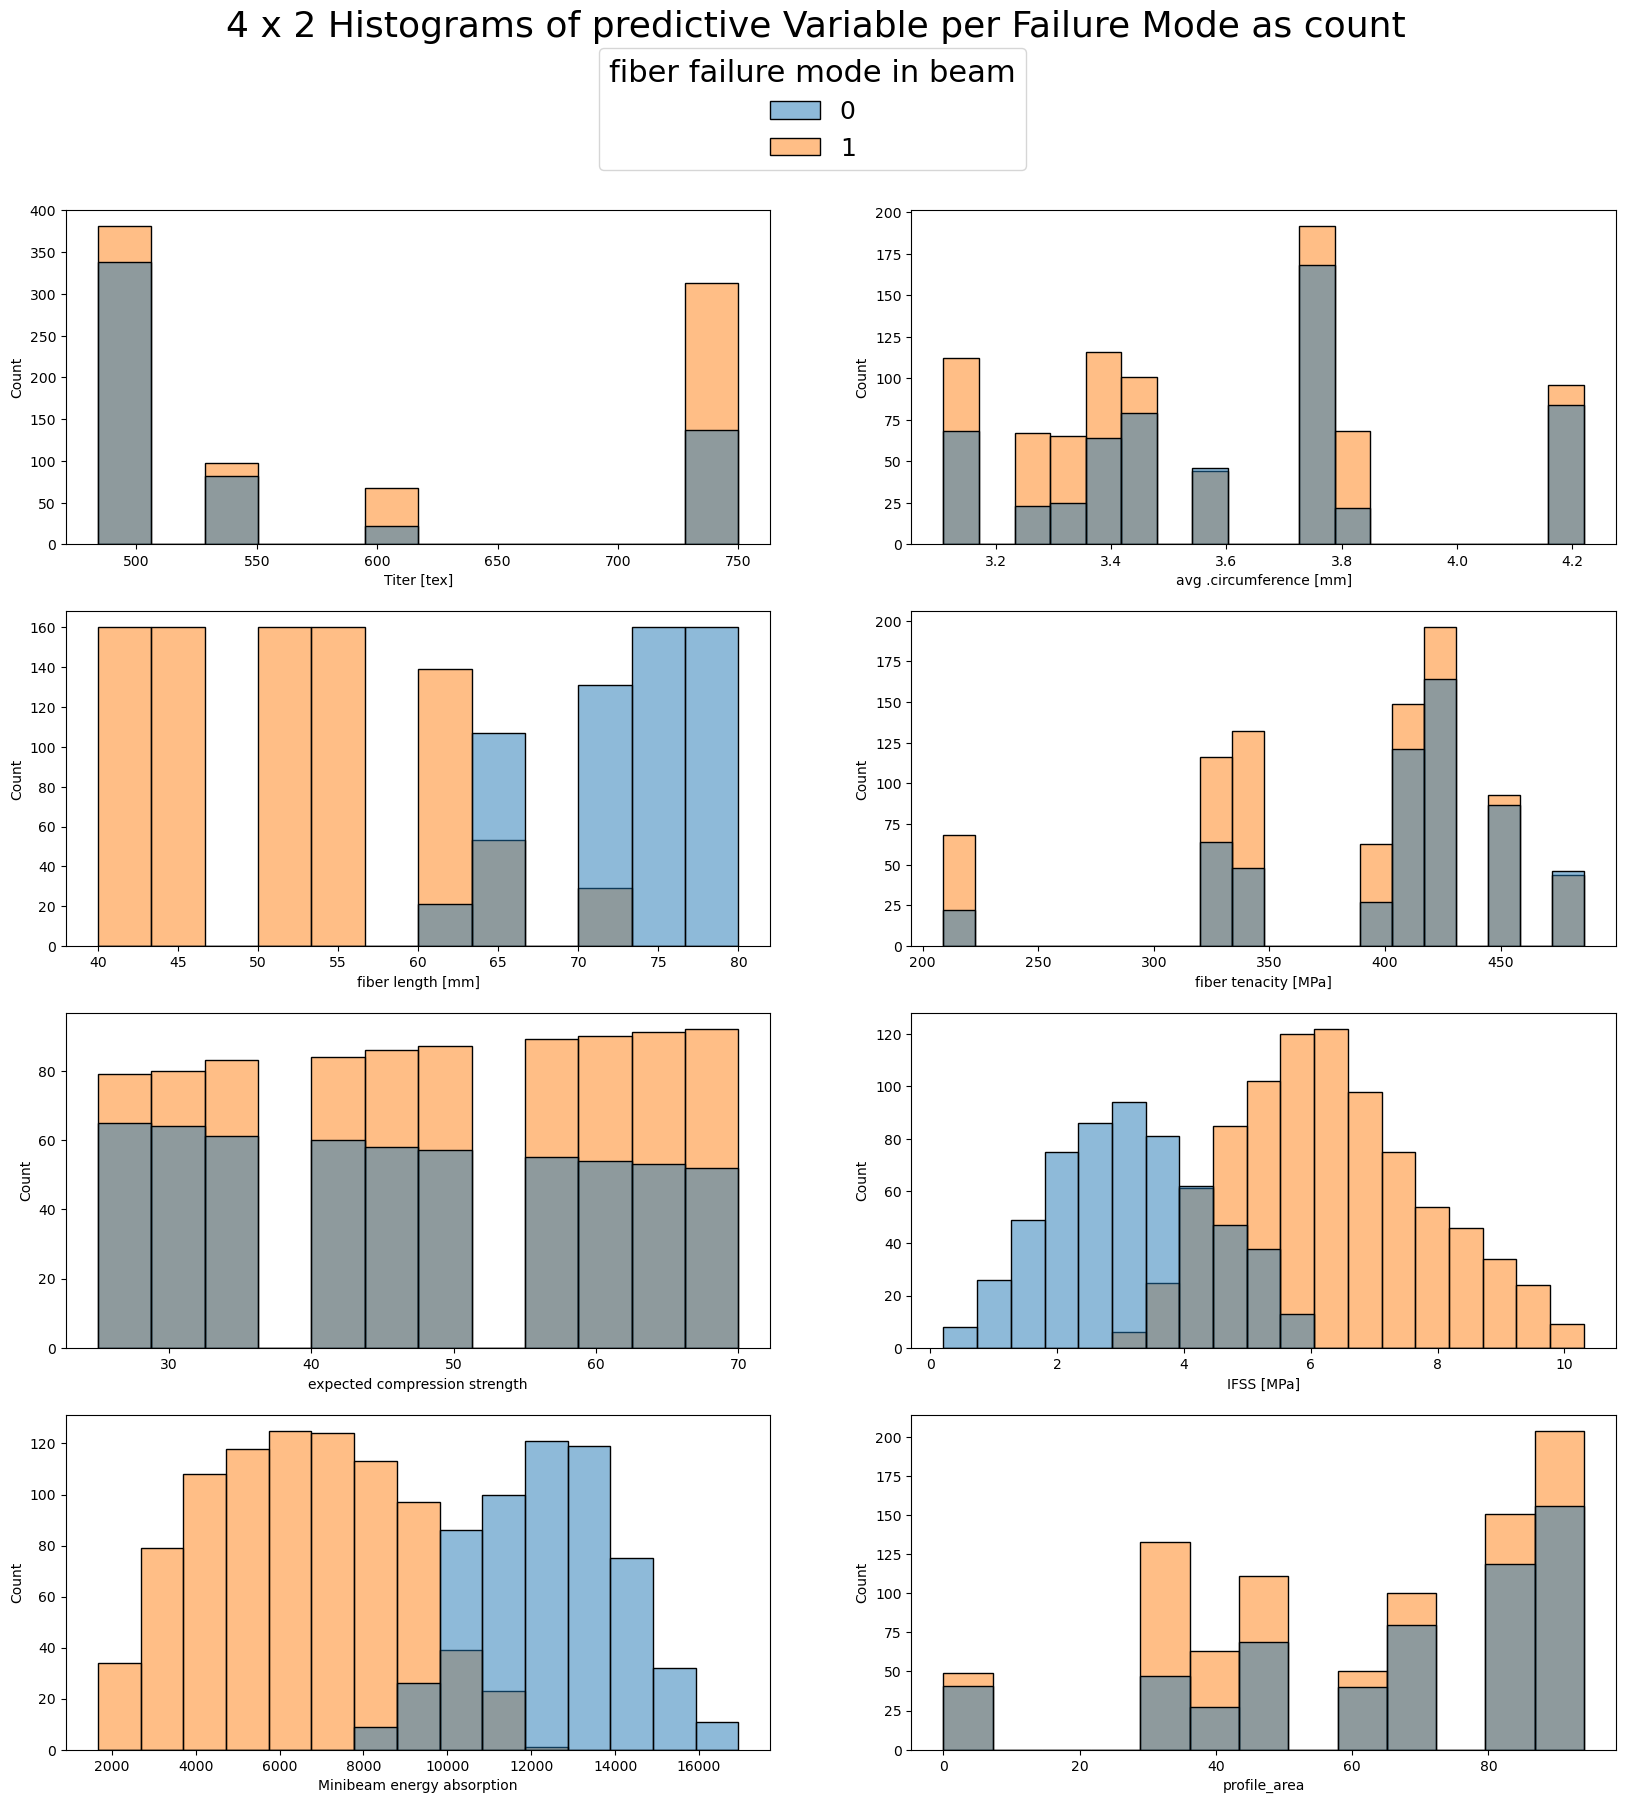 4 x 2 Histograms of predictive Variable per Failure Mode as count
fiber failure mode in beam
0
1
400
350
300
250
200
150
100
50
0
Count
500 550 600 650 700 750
Titer [tex]
200
175
150
125
100
75
50
25
0
Count
3.2 3.4 3.6 3.8 4.0 4.2
avg .circumference [mm]
160
140
120
100
80
60
40
20
0
Count
40 45 50 55 60 65 70 75 80
fiber length [mm]
200
175
150
125
100
75
50
25
0
Count
200 250 300 350 400 450
fiber tenacity [MPa]
80
60
40
20
0
Count
30 40 50 60 70
expected compression strength
120
100
80
60
40
20
0
Count
0 2 4 6 8 10
IFSS [MPa]
120
100
80
60
40
20
0
Count
2000 4000 6000 8000 10000 12000 14000 16000
Minibeam energy absorption
200
175
150
125
100
75
50
25
0
Count
0 20 40 60 80
profile_area